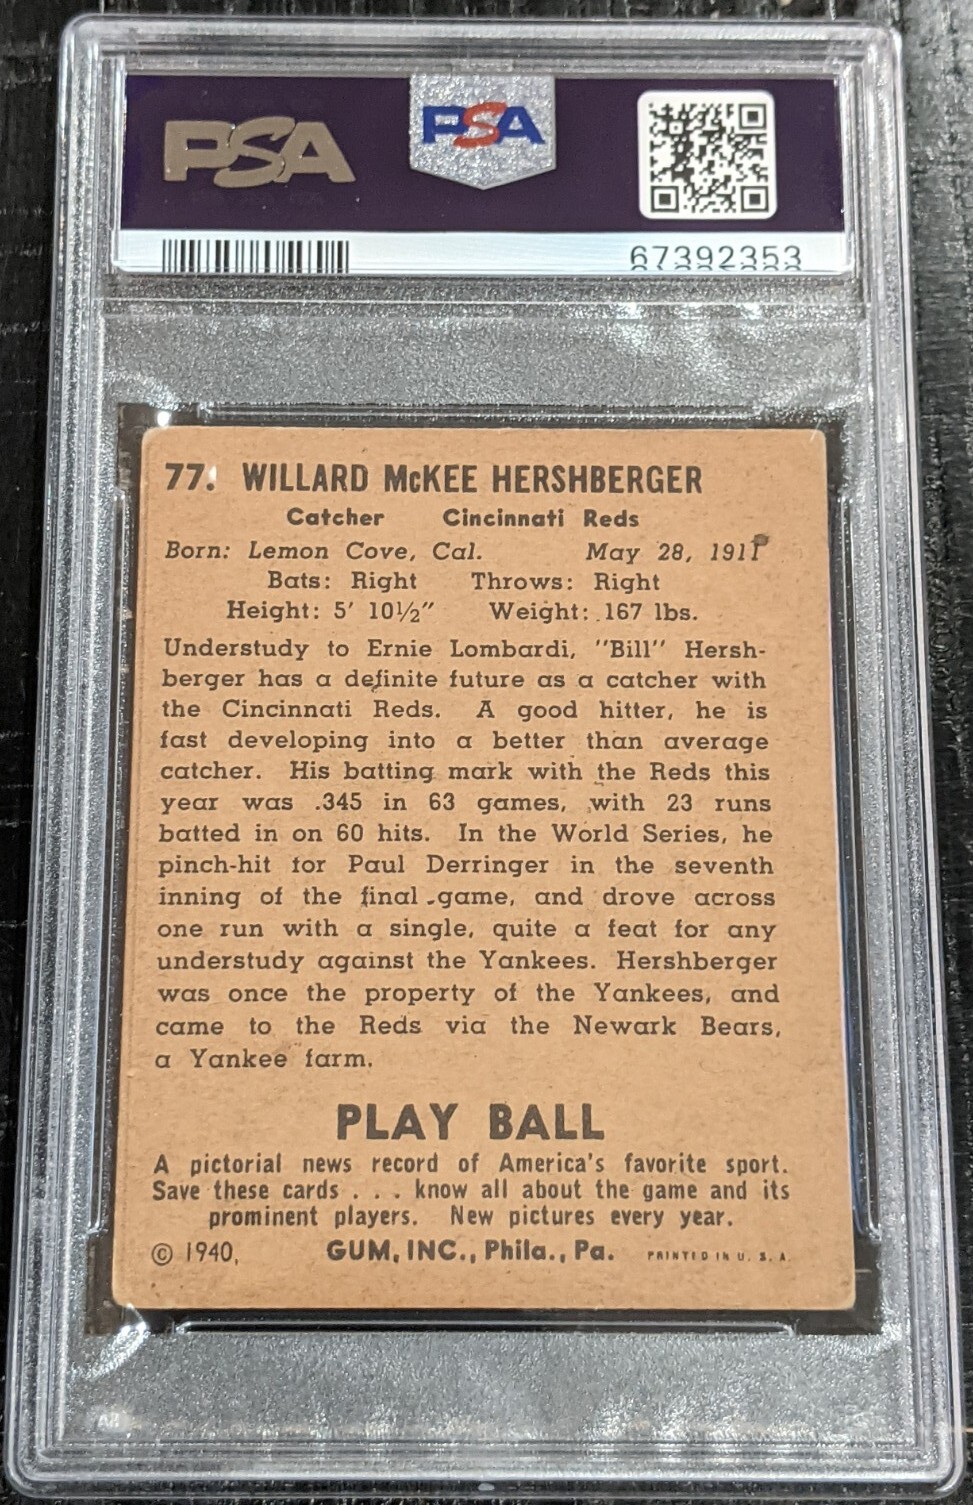 PSA PSA
67392353
77. WILLARD McKEE HERSHBERGER
Catcher Cincinnati Reds
Born: Lemon Cove, Cal. May 28, 1911
Bats: Right Throws: Right
Height: 5' 10½" Weight: 167 lbs.
Understudy to Ernie Lombardi, "Bill" Hersh-
berger has a definite future as a catcher with
the Cincinnati Reds. A good hitter, he is
fast developing into a better than average
catcher. His batting mark with the Reds this
year was .345 in 63 games, with 23 runs
batted in on 60 hits. In the World Series, he
pinch-hit for Paul Derringer in the seventh
inning of the final game, and drove across
one run with a single, quite a feat for any
understudy against the Yankees. Hershberger
was once the property of the Yankees, and
came to the Reds via the Newark Bears,
a Yankee farm.
PLAY BALL
A pictorial news record of America's favorite sport.
Save these cards . . . know all about the game and its
prominent players. New pictures every year.
© 1940, GUM, INC., Phila., Pa. PRINTED IN U. S. A.